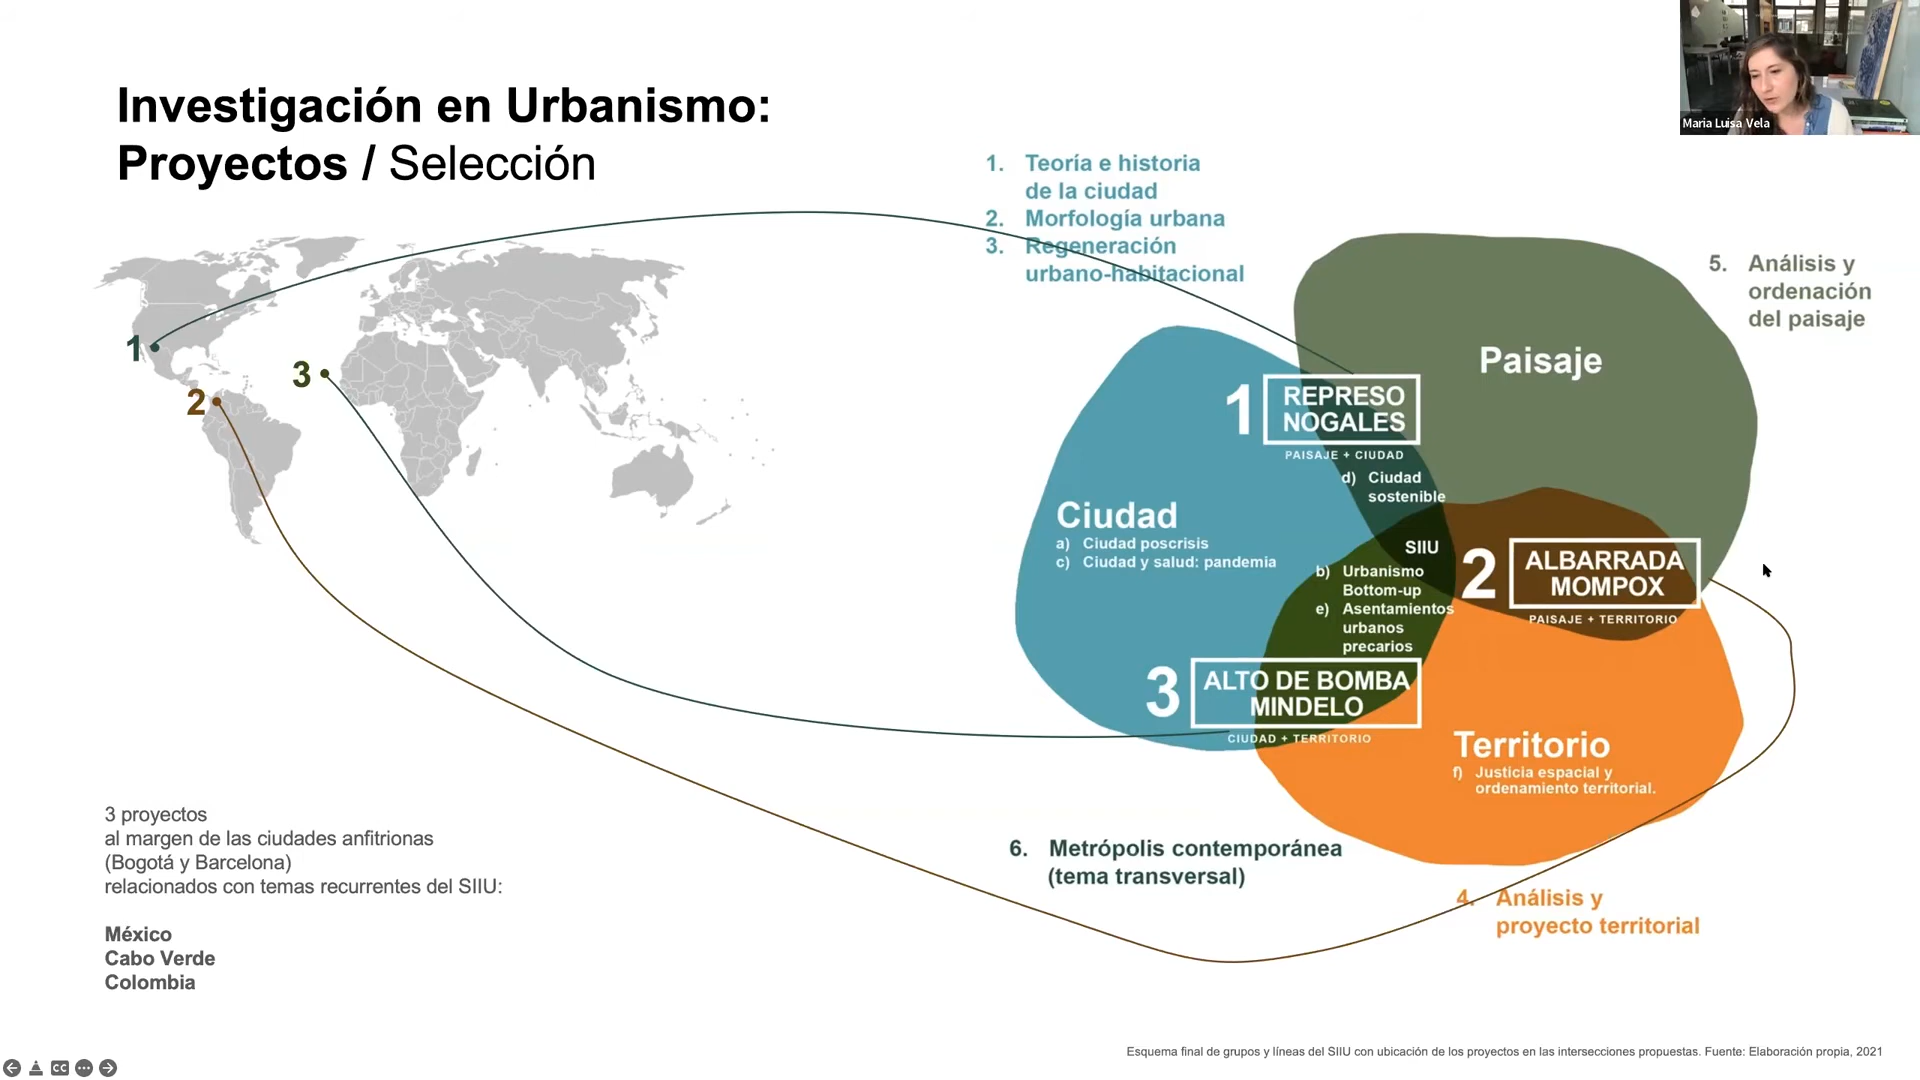 Investigación en Urbanismo:
Proyectos / Selección
Maria Luisa Vela
1. Teoría e historia
de la ciudad
2. Morfología urbana
3. Regeneración
urbano-habitacional
5. Análisis y
ordenación
del paisaje
Paisaje
1
2
3
1 REPRESO
NOGALES
PAISAJE + CIUDAD
d) Ciudad
sostenible
Ciudad
a) Ciudad poscrisis
c) Ciudad y salud: pandemia
SIIU
b) Urbanismo
Bottom-up
e) Asentamientos
urbanos
precarios
2 ALBARRADA
MOMPOX
PAISAJE + TERRITORIO
3 ALTO DE BOMBA
MINDELO
CIUDAD + TERRITORIO
Territorio
f) Justicia espacial y
ordenamiento territorial.
3 proyectos
al margen de las ciudades anfitrionas
(Bogotá y Barcelona)
relacionados con temas recurrentes del SIIU:
México
Cabo Verde
Colombia
6. Metrópolis contemporánea
(tema transversal)
4. Análisis y
proyecto territorial
Esquema final de grupos y líneas del SIIU con ubicación de los proyectos en las intersecciones propuestas. Fuente: Elaboración propia, 2021
CC